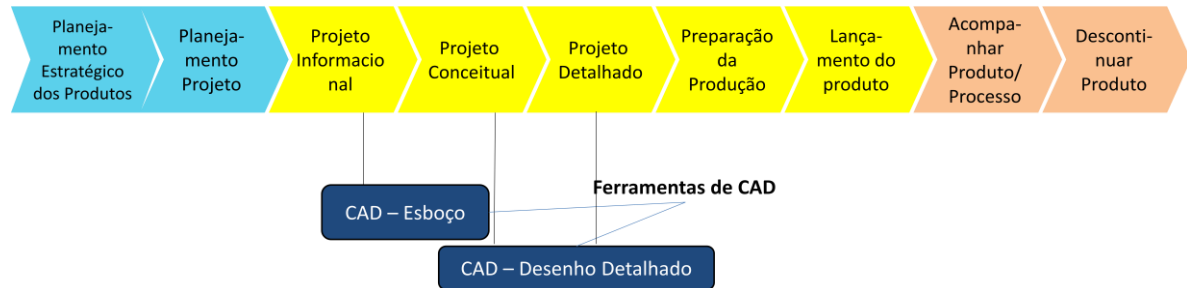 Planeja-
mento
Estratégico
dos Produtos
Planeja-
mento
Projeto
Projeto
Informacio
nal
Projeto
Conceitual
Projeto
Detalhado
Preparação
da
Produção
Lança-
mento do
produto
Acompa-
nhar
Produto/
Processo
Desconti-
nuar
Produto
Ferramentas de CAD
CAD – Esboço
CAD – Desenho Detalhado